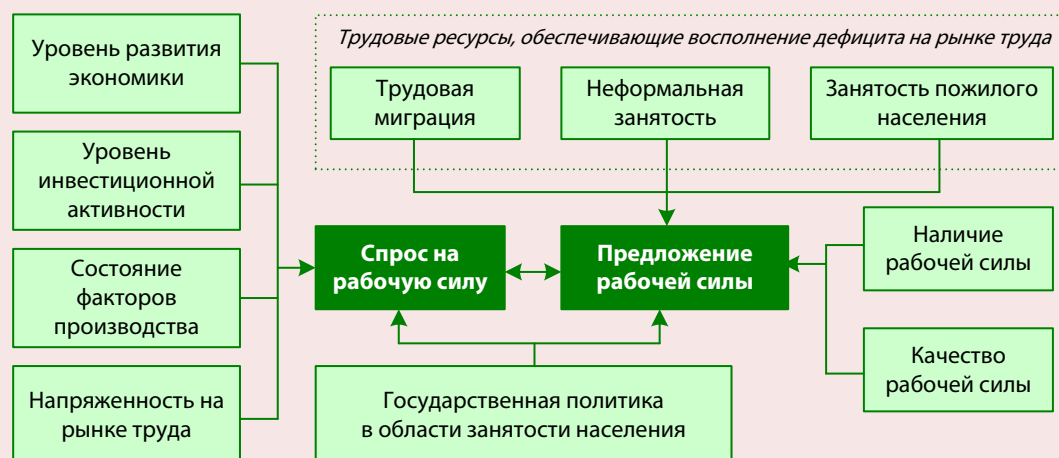 Уровень развития
экономики
Уровень
инвестиционной
активности
Состояние
факторов
производства
Напряженность на
рынке труда
Трудовые ресурсы, обеспечивающие восполнение дефицита на рынке труда
Трудовая
миграция
Неформальная
занятость
Занятость пожилого
населения
Спрос на
рабочую силу
Предложение
рабочей силы
Наличие
рабочей силы
Качество
рабочей силы
Государственная политика
в области занятости населения